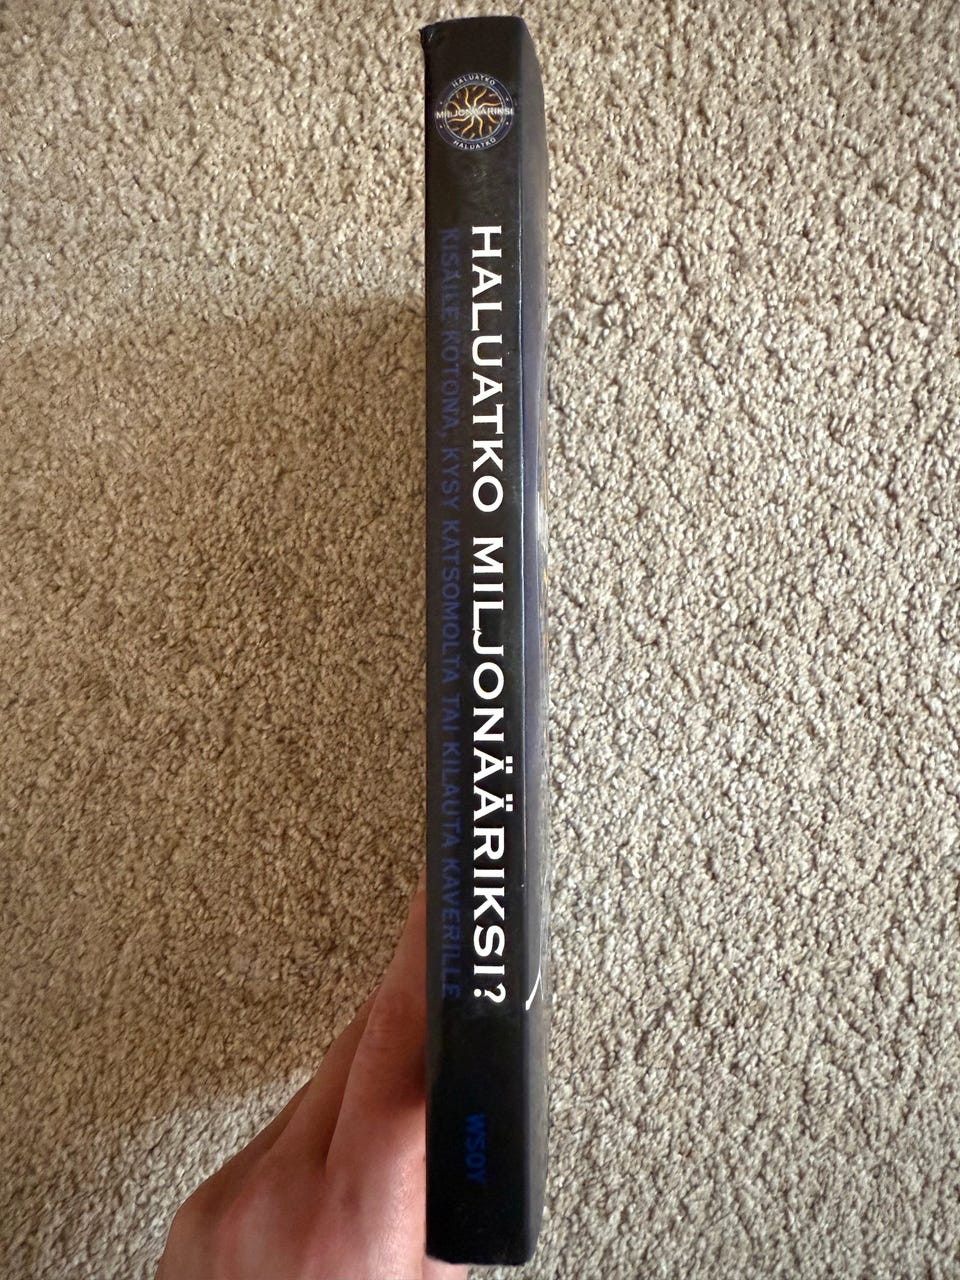 HALUATKO
MILJONÄÄRIKSI
HALUATKO
HALUATKO MILJONÄÄRIKSI?
KISAILE KOTONA, KYSY KATSOMOLTA TAI KILAUTA KAVERILLE
WSOY